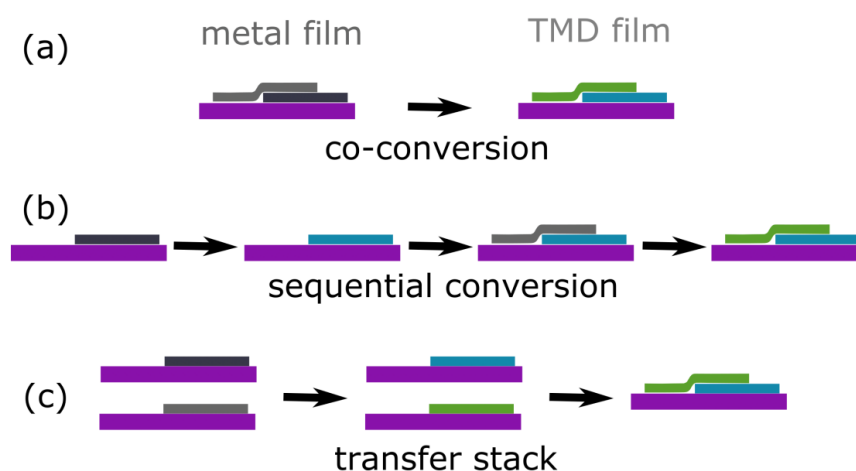 (a)
metal film
TMD film
co-conversion
(b)
sequential conversion
(c)
transfer stack